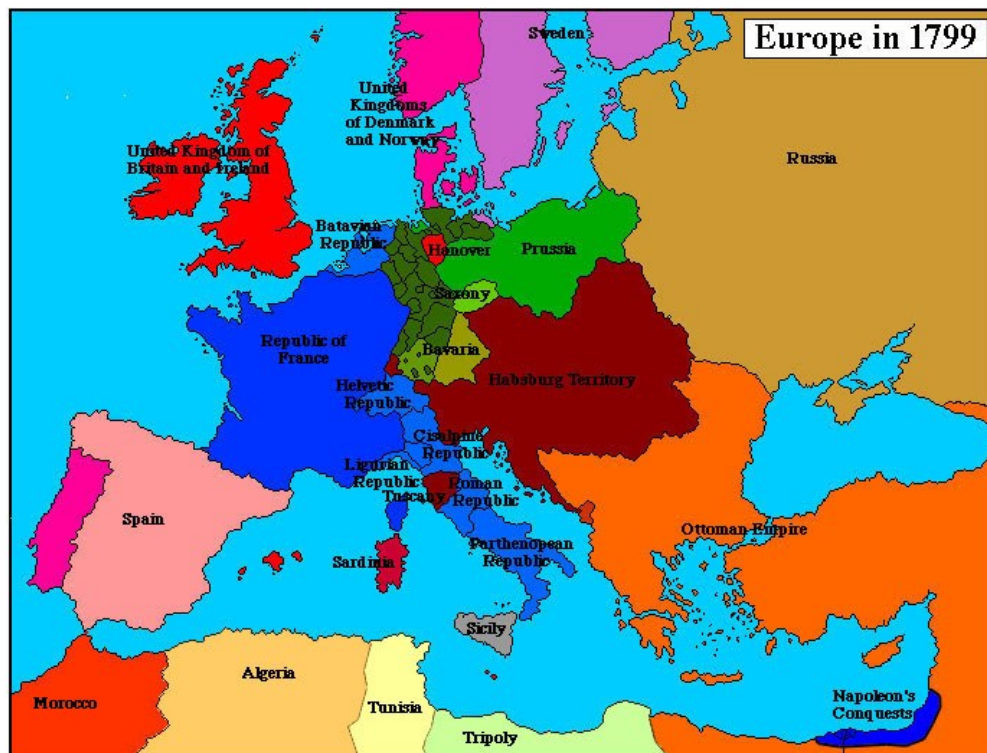 Europe in 1799
Sweden
United
Kingdoms
of Denmark
and Norway
Russia
United Kingdom of
Britain and Ireland
Batavian
Republic
Hanover
Prussia
Saxony
Republic of
France
Bavaria
Habsburg Territory
Helvetic
Republic
Cisalpine
Republic
Ligurian
Republic
Tuscany
Roman
Republic
Spain
Ottoman Empire
Parthenopean
Republic
Sardinia
Sicily
Algeria
Morocco
Tunisia
Napoleon's
Conquests
Tripoly